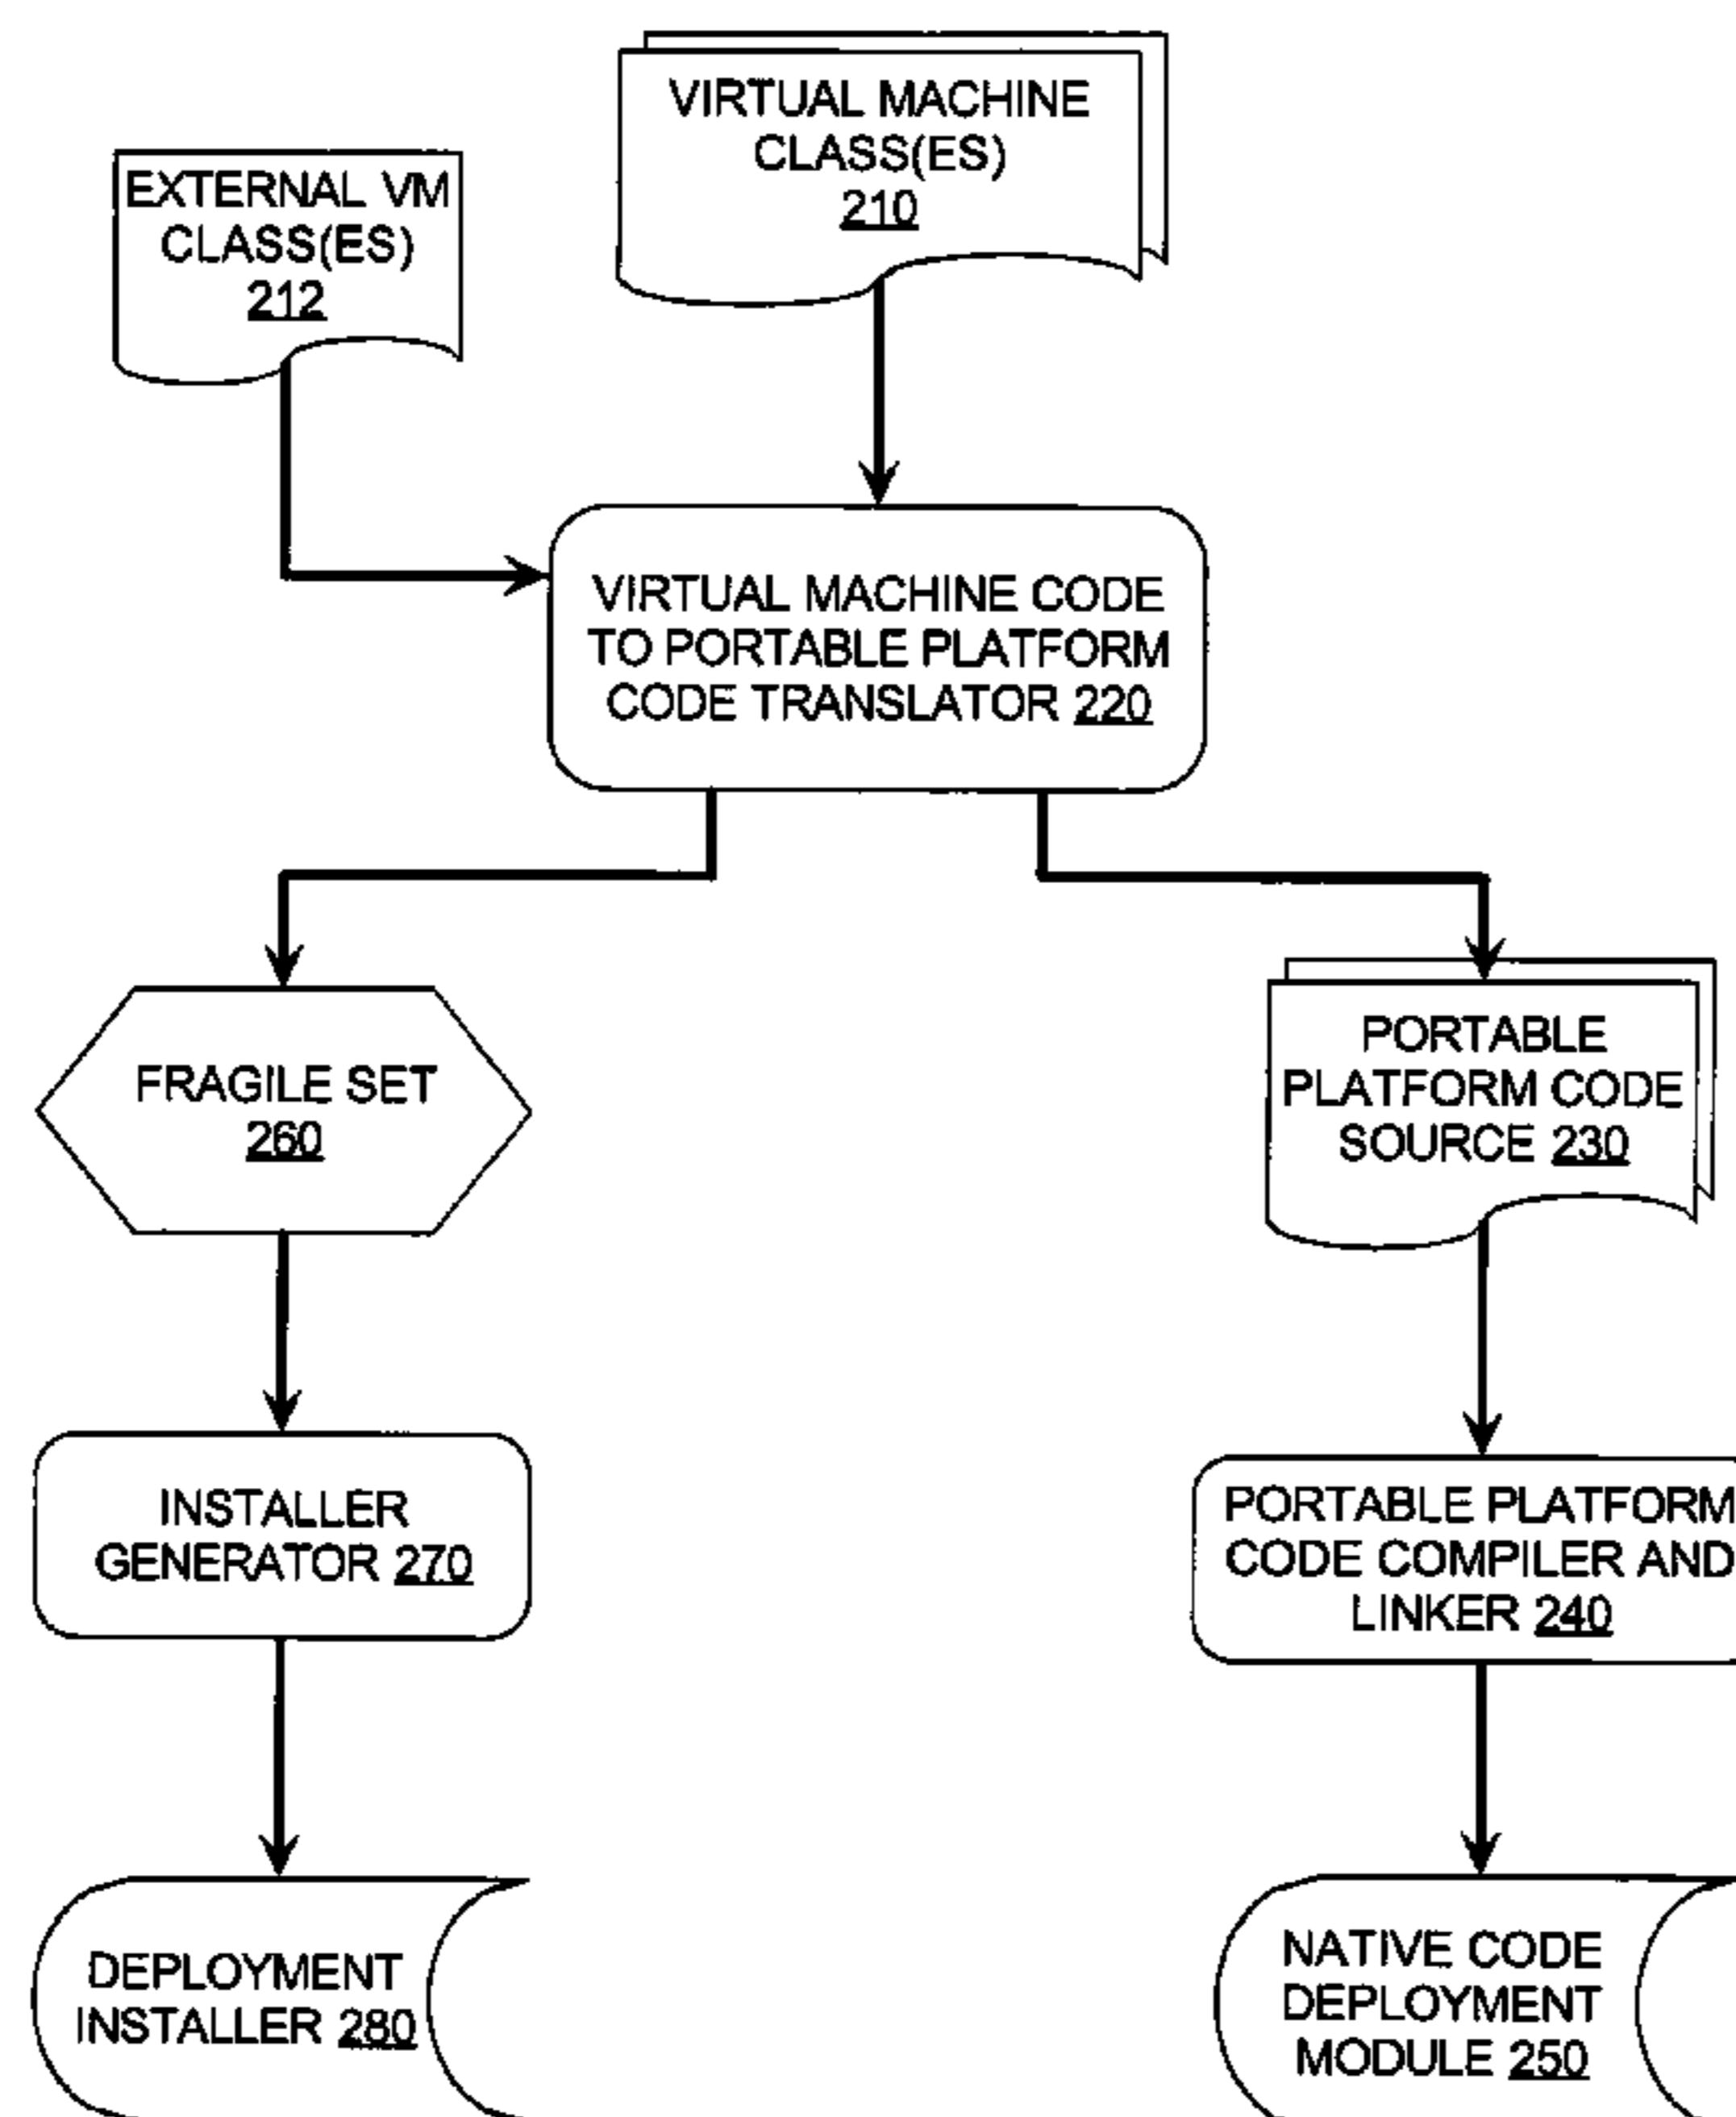 VIRTUAL MACHINE
CLASS(ES)
210
EXTERNAL VM
CLASS(ES)
212
VIRTUAL MACHINE CODE
TO PORTABLE PLATFORM
CODE TRANSLATOR 220
FRAGILE SET
260
PORTABLE
PLATFORM CODE
SOURCE 230
INSTALLER
GENERATOR 270
PORTABLE PLATFORM
CODE COMPILER AND
LINKER 240
DEPLOYMENT
INSTALLER 280
NATIVE CODE
DEPLOYMENT
MODULE 250